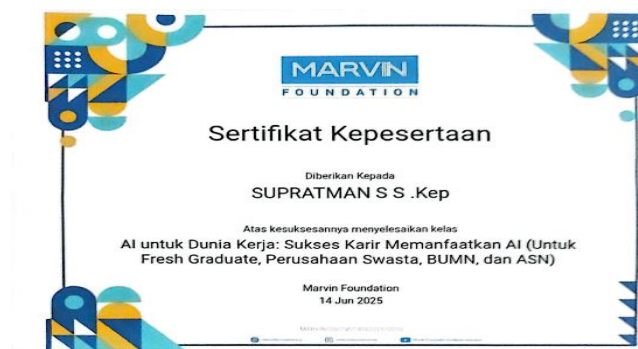 MARVIN
FOUNDATION
Sertifikat Kepesertaan
Diberikan Kepada
SUPRATMAN S S .Kep
Atas kesuksesannya menyelesaikan kelas
AI untuk Dunia Kerja: Sukses Karir Memanfaatkan AI (Untuk
Fresh Graduate, Perusahaan Swasta, BUMN, dan ASN)
Marvin Foundation
14 Jun 2025